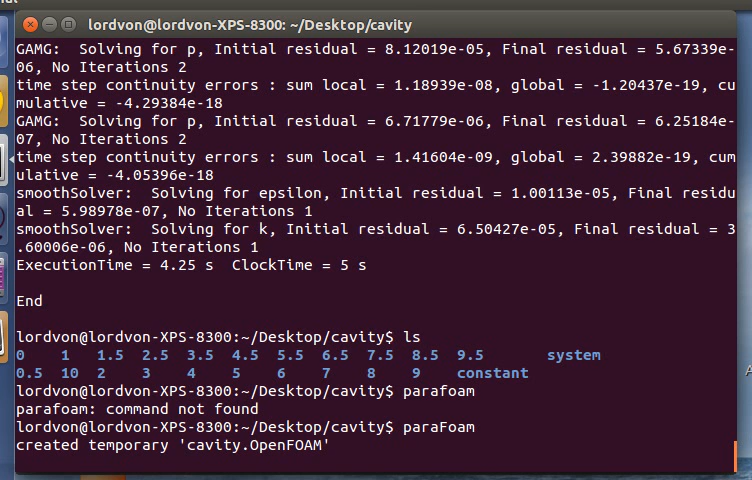 lordvon@lordvon-XPS-8300: ~/Desktop/cavity
GAMG:  Solving for p, Initial residual = 8.12019e-05, Final residual = 5.67339e-
06, No Iterations 2
time step continuity errors : sum local = 1.18939e-08, global = -1.20437e-19, cu
mulative = -4.29384e-18
GAMG:  Solving for p, Initial residual = 6.71779e-06, Final residual = 6.25184e-
07, No Iterations 2
time step continuity errors : sum local = 1.41604e-09, global = 2.39882e-19, cum
ulative = -4.05396e-18
smoothSolver:  Solving for epsilon, Initial residual = 1.00113e-05, Final residu
al = 5.98978e-07, No Iterations 1
smoothSolver:  Solving for k, Initial residual = 6.50427e-05, Final residual = 3
.60006e-06, No Iterations 1
ExecutionTime = 4.25 s  ClockTime = 5 s
End
lordvon@lordvon-XPS-8300:~/Desktop/cavity$ ls
0    1   1.5  2.5  3.5  4.5  5.5  6.5  7.5  8.5  9.5       system
0.5  10  2    3    4    5    6    7    8    9    constant
lordvon@lordvon-XPS-8300:~/Desktop/cavity$ parafoam
parafoam: command not found
lordvon@lordvon-XPS-8300:~/Desktop/cavity$ paraFoam
created temporary 'cavity.OpenFOAM'